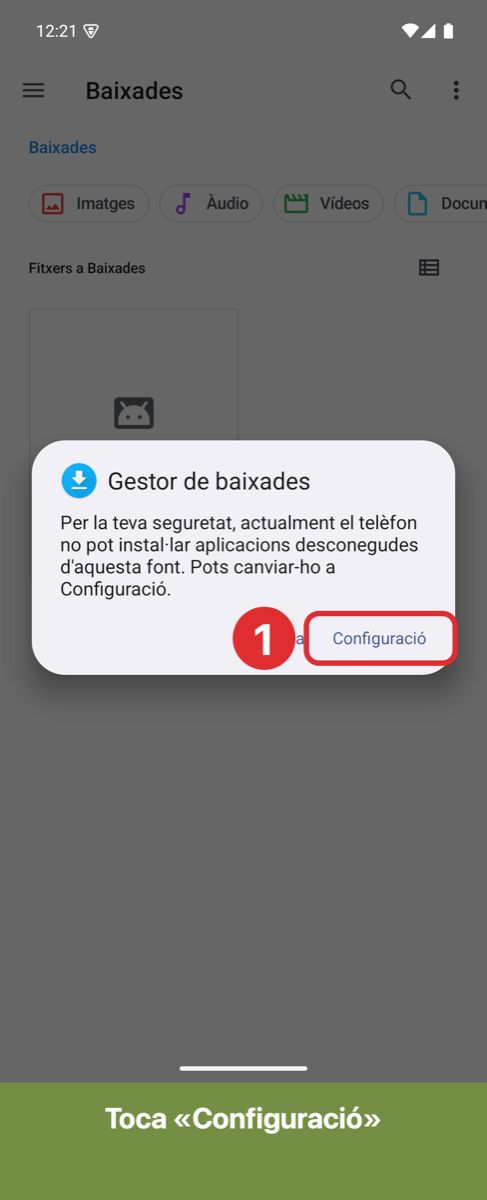 12:21
Baixades
Baixades
Imatges
Àudio
Vídeos
Docum
Fitxers a Baixades
Gestor de baixades
Per la teva seguretat, actualment el telèfon
no pot instal·lar aplicacions desconegudes
d'aquesta font. Pots canviar-ho a
Configuració.
1
a
Configuració
Toca «Configuració»